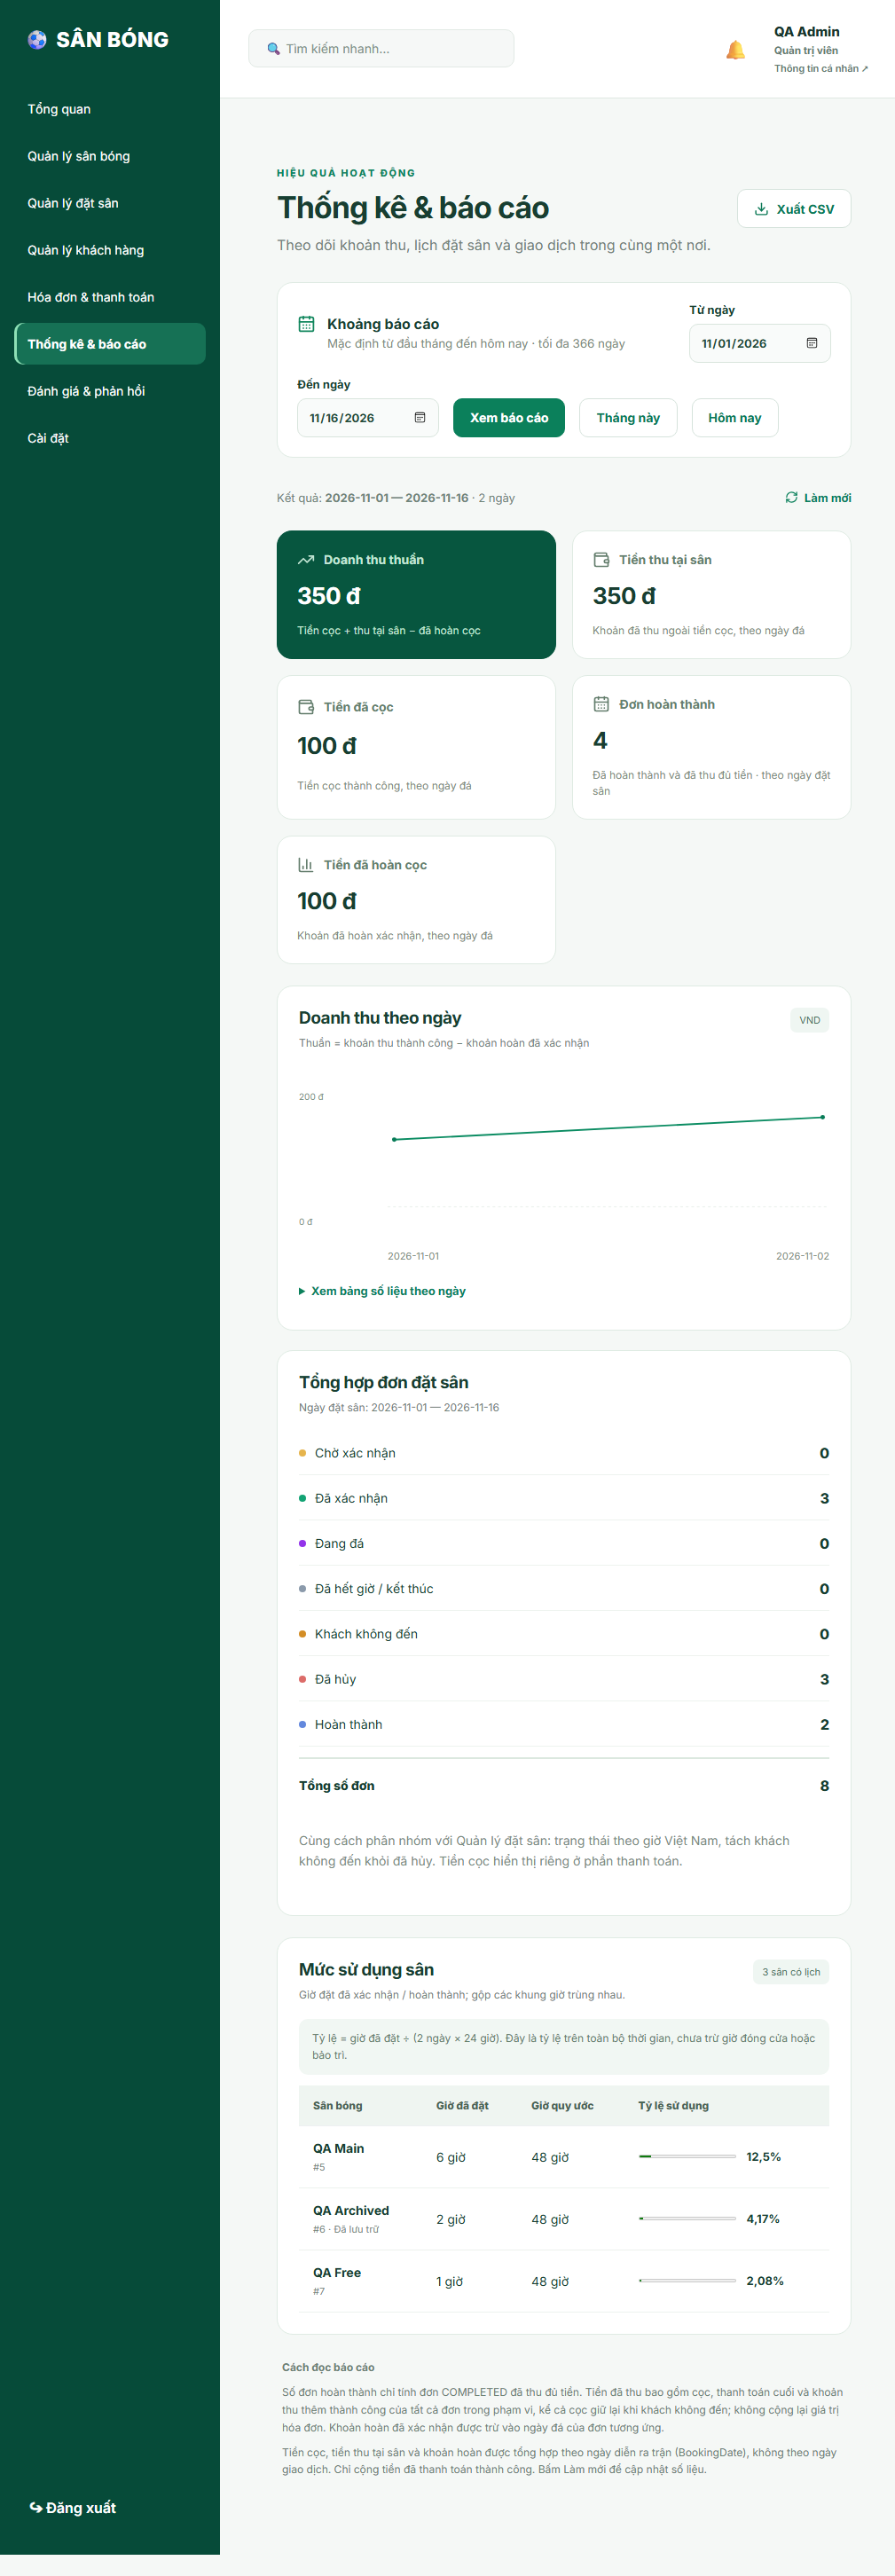 SÂN BÓNG
Tổng quan
Quản lý sân bóng
Quản lý đặt sân
Quản lý khách hàng
Hóa đơn & thanh toán
Thống kê & báo cáo
Đánh giá & phản hồi
Cài đặt
Đăng xuất
Tìm kiếm nhanh...
QA Admin
Quản trị viên
Thông tin cá nhân ↗
HIỆU QUẢ HOẠT ĐỘNG
Thống kê & báo cáo
Xuất CSV
Theo dõi khoản thu, lịch đặt sân và giao dịch trong cùng một nơi.
Khoảng báo cáo
Mặc định từ đầu tháng đến hôm nay · tối đa 366 ngày
Từ ngày
11/01/2026
Đến ngày
11/16/2026
Xem báo cáo
Tháng này
Hôm nay
Kết quả: 2026-11-01 — 2026-11-16 · 2 ngày
Làm mới
Doanh thu thuần
350 đ
Tiền cọc + thu tại sân − đã hoàn cọc
Tiền thu tại sân
350 đ
Khoản đã thu ngoài tiền cọc, theo ngày đá
Tiền đã cọc
100 đ
Tiền cọc thành công, theo ngày đá
Đơn hoàn thành
4
Đã hoàn thành và đã thu đủ tiền · theo ngày đặt
sân
Tiền đã hoàn cọc
100 đ
Khoản đã hoàn xác nhận, theo ngày đá
Doanh thu theo ngày
VND
Thuần = khoản thu thành công − khoản hoàn đã xác nhận
200 đ
0 đ
2026-11-01
2026-11-02
Xem bảng số liệu theo ngày
Tổng hợp đơn đặt sân
Ngày đặt sân: 2026-11-01 — 2026-11-16
Chờ xác nhận 0
Đã xác nhận 3
Đang đá 0
Đã hết giờ / kết thúc 0
Khách không đến 0
Đã hủy 3
Hoàn thành 2
Tổng số đơn 8
Cùng cách phân nhóm với Quản lý đặt sân: trạng thái theo giờ Việt Nam, tách khách
không đến khỏi đã hủy. Tiền cọc hiển thị riêng ở phần thanh toán.
Mức sử dụng sân
3 sân có lịch
Giờ đặt đã xác nhận / hoàn thành; gộp các khung giờ trùng nhau.
Tỷ lệ = giờ đã đặt ÷ (2 ngày × 24 giờ). Đây là tỷ lệ trên toàn bộ thời gian, chưa trừ giờ đóng cửa hoặc
bảo trì.
Sân bóng Giờ đã đặt Giờ quy ước Tỷ lệ sử dụng
QA Main
#5
6 giờ 48 giờ 12,5%
QA Archived
#6 · Đã lưu trữ
2 giờ 48 giờ 4,17%
QA Free
#7
1 giờ 48 giờ 2,08%
Cách đọc báo cáo
Số đơn hoàn thành chỉ tính đơn COMPLETED đã thu đủ tiền. Tiền đã thu bao gồm cọc, thanh toán cuối và khoản
thu thêm thành công của tất cả đơn trong phạm vi, kể cả cọc giữ lại khi khách không đến; không cộng lại giá trị
hóa đơn. Khoản hoàn đã xác nhận được trừ vào ngày đá của đơn tương ứng.
Tiền cọc, tiền thu tại sân và khoản hoàn được tổng hợp theo ngày diễn ra trận (BookingDate), không theo ngày
giao dịch. Chỉ cộng tiền đã thanh toán thành công. Bấm Làm mới để cập nhật số liệu.